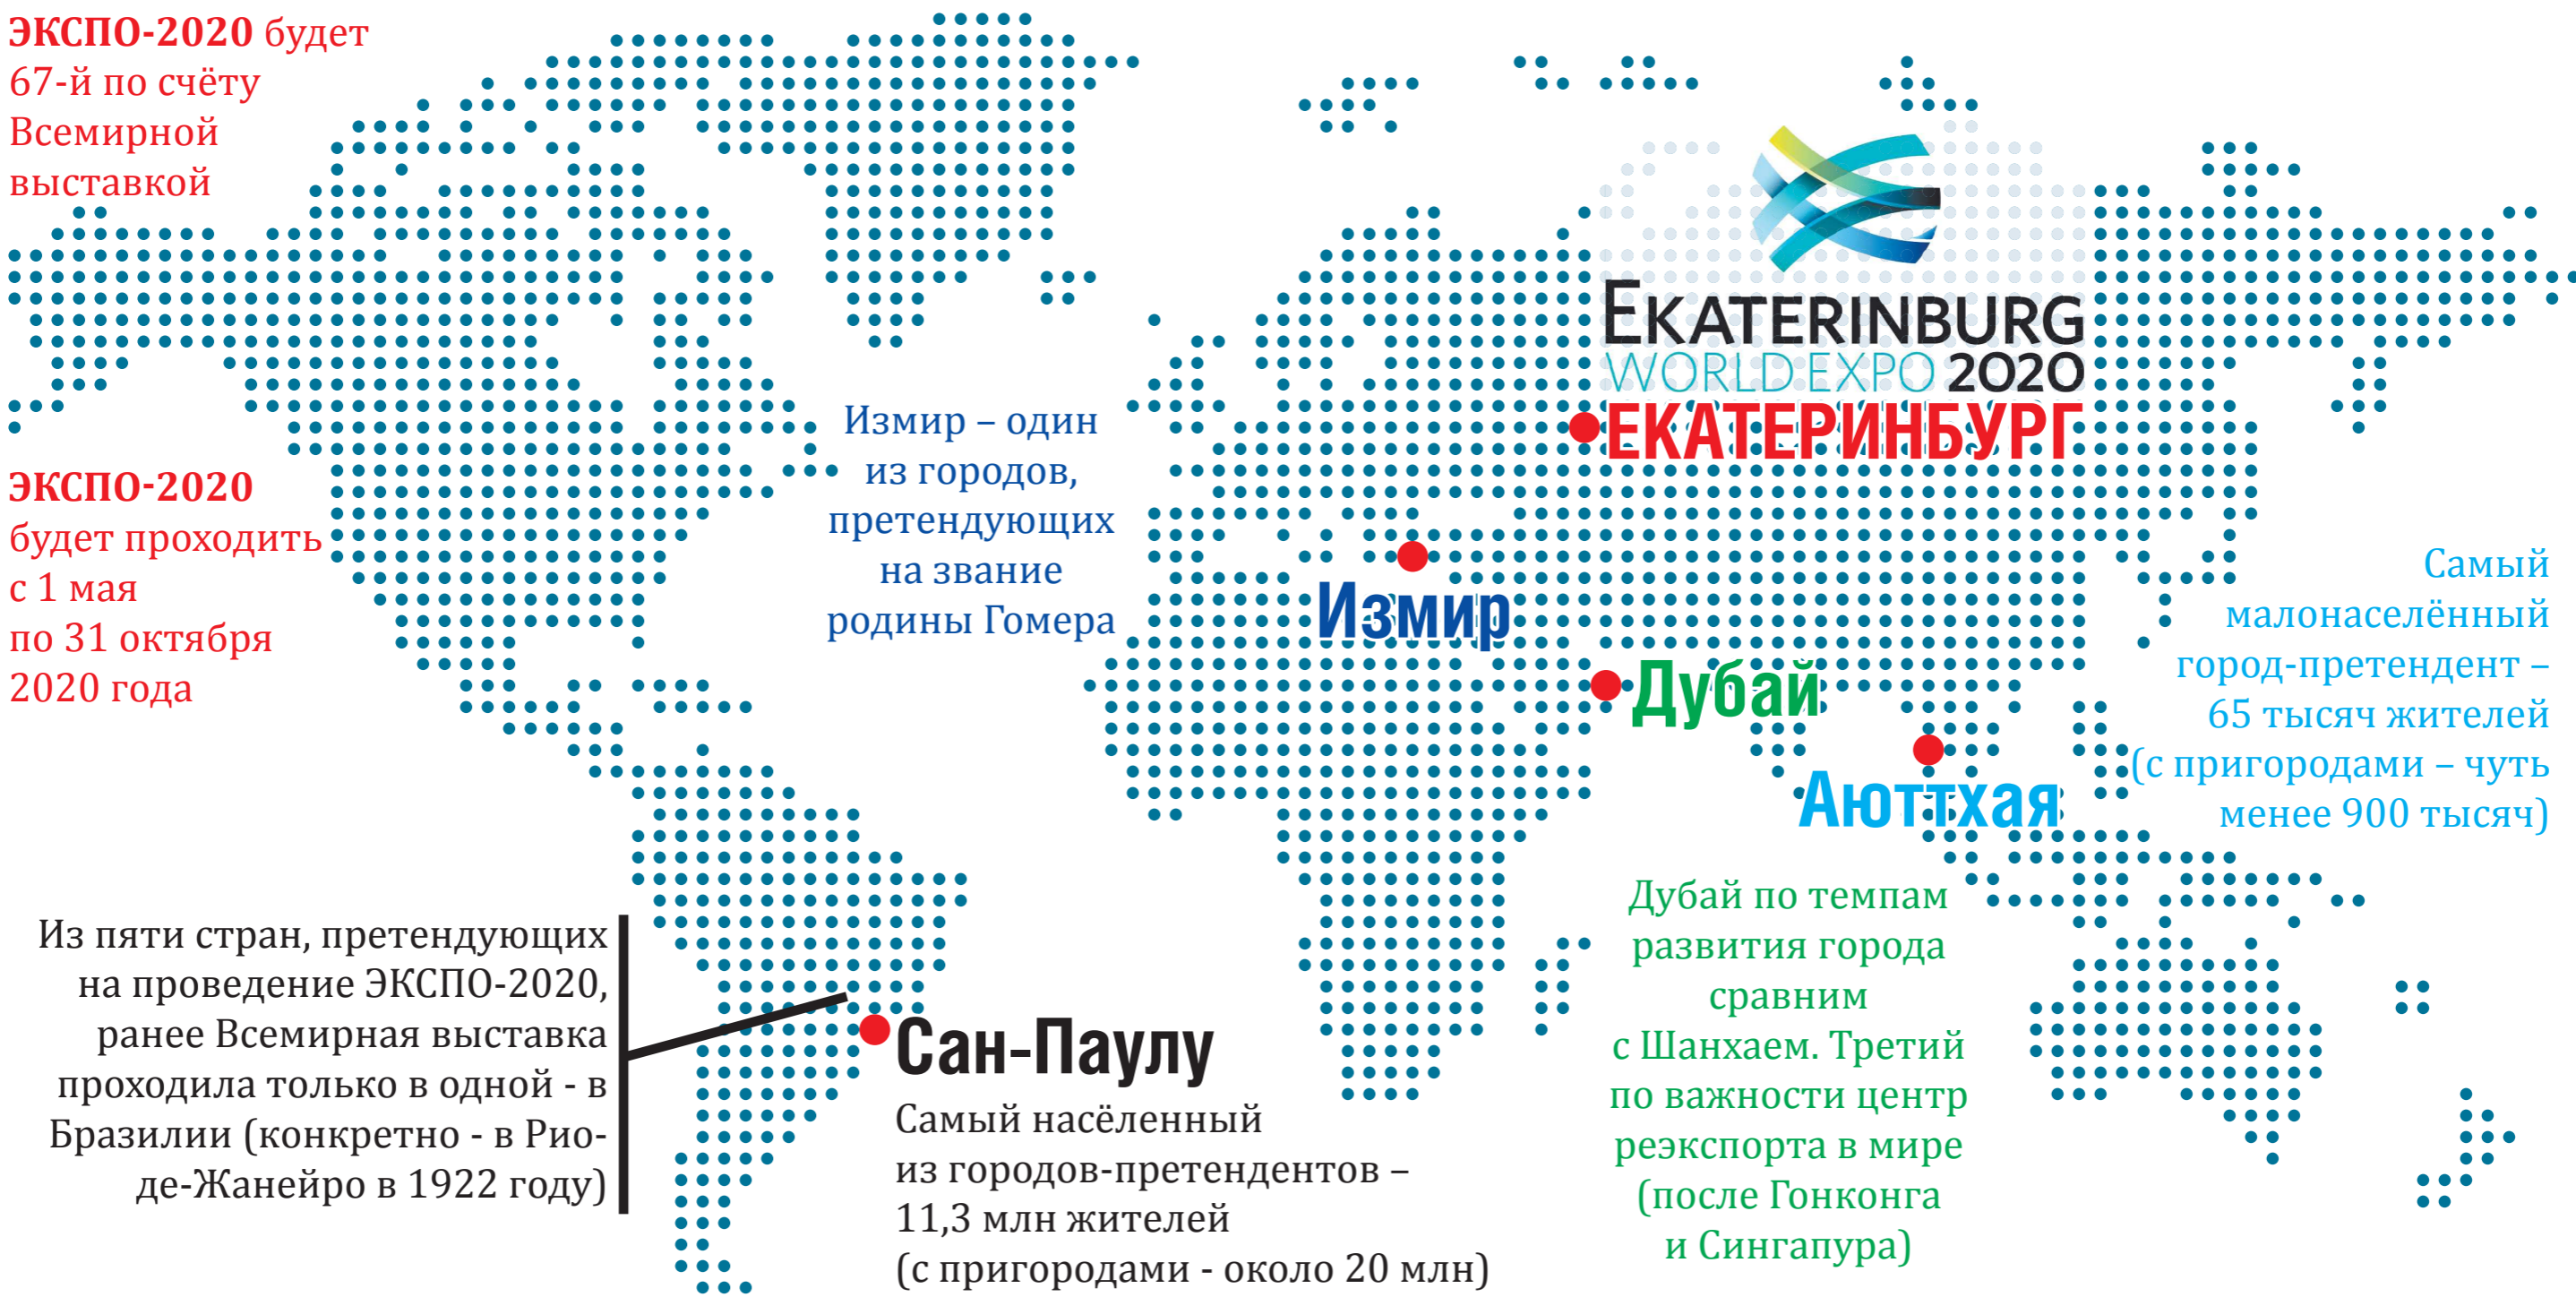 ЭКСПО-2020 будет
67-й по счёту
Всемирной
выставкой
EKATERINBURG
WORLD EXPO 2020
ЕКАТЕРИНБУРГ
Измир – один
из городов,
претендующих
на звание
родины Гомера
Измир
ЭКСПО-2020
будет проходить
с 1 мая
по 31 октября
2020 года
Дубай
Самый
малонаселённый
город-претендент –
65 тысяч жителей
(с пригородами – чуть
менее 900 тысяч)
Аюттхая
Дубай по темпам
развития города
сравним
с Шанхаем. Третий
по важности центр
реэкспорта в мире
(после Гонконга
и Сингапура)
Из пяти стран, претендующих
на проведение ЭКСПО-2020,
ранее Всемирная выставка
проходила только в одной - в
Бразилии (конкретно - в Рио-
де-Жанейро в 1922 году)
Сан-Паулу
Самый насёленный
из городов-претендентов –
11,3 млн жителей
(с пригородами - около 20 млн)